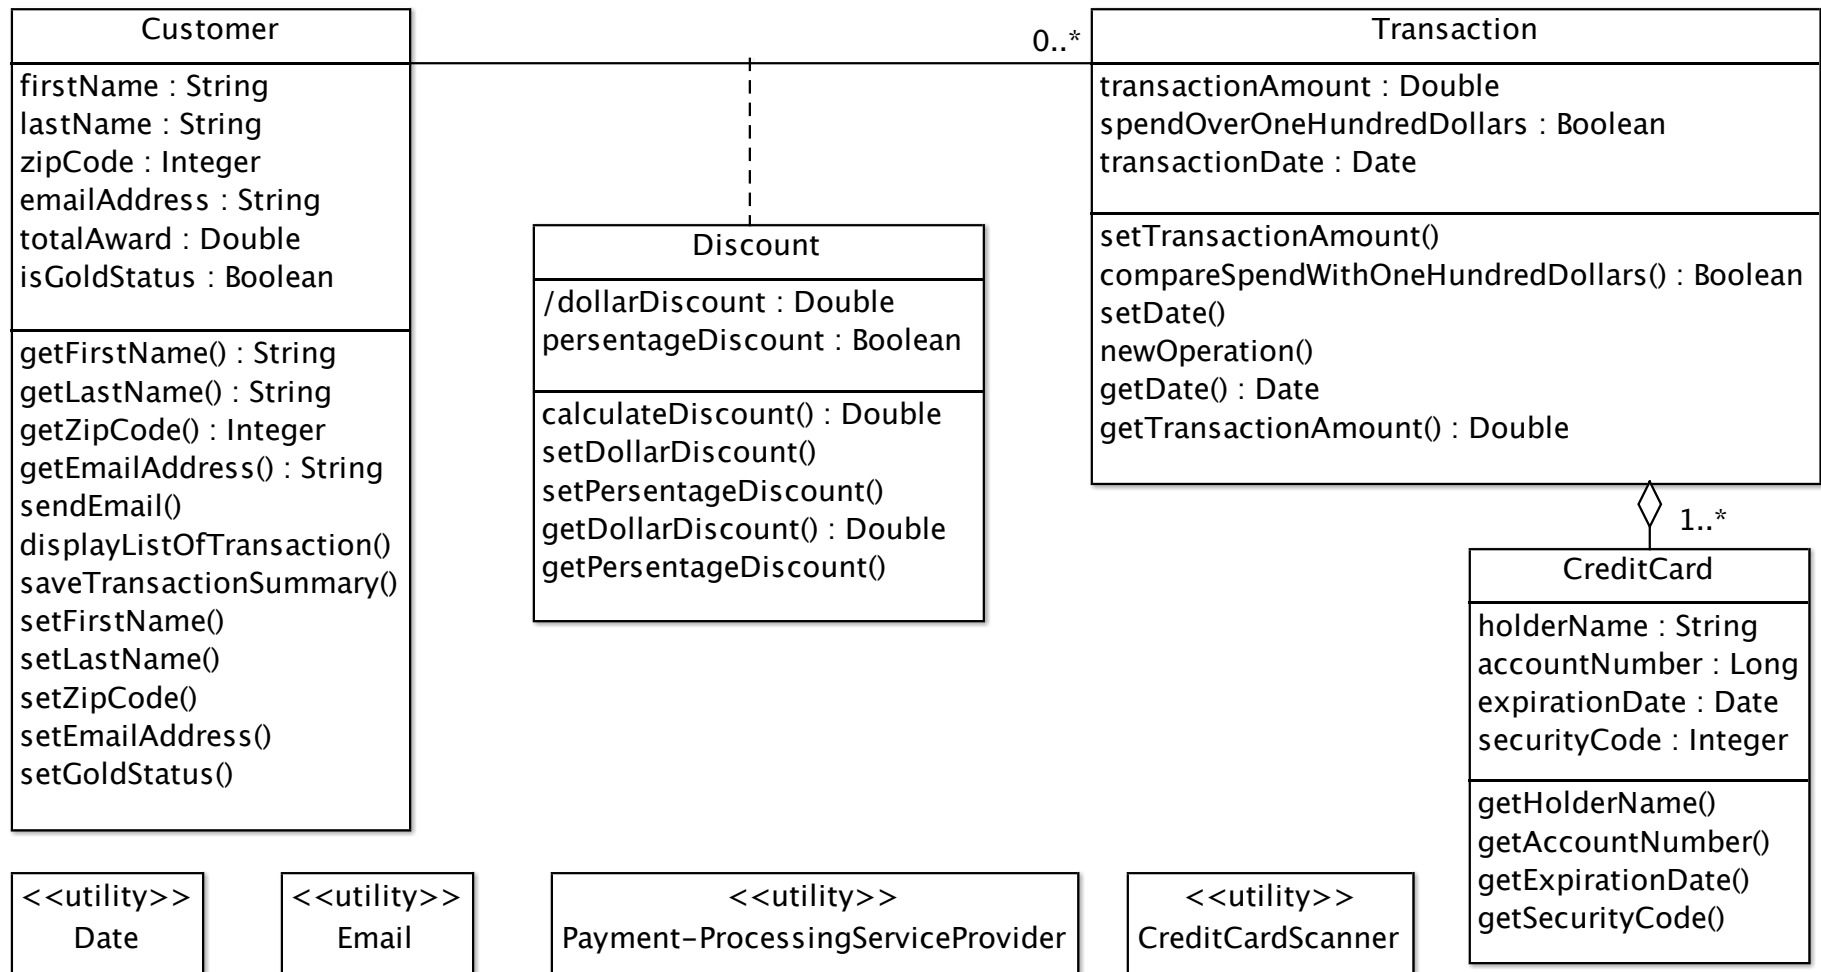 Customer
firstName : String
lastName : String
zipCode : Integer
emailAddress : String
totalAward : Double
isGoldStatus : Boolean
getFirstName() : String
getLastName() : String
getZipCode() : Integer
getEmailAddress() : String
sendEmail()
displayListOfTransaction()
saveTransactionSummary()
setFirstName()
setLastName()
setZipCode()
setEmailAddress()
setGoldStatus()
0..*
Transaction
transactionAmount : Double
spendOverOneHundredDollars : Boolean
transactionDate : Date
setTransactionAmount()
compareSpendWithOneHundredDollars() : Boolean
setDate()
newOperation()
getDate() : Date
getTransactionAmount() : Double
Discount
/dollarDiscount : Double
persentageDiscount : Boolean
calculateDiscount() : Double
setDollarDiscount()
setPersentageDiscount()
getDollarDiscount() : Double
getPersentageDiscount()
1..*
CreditCard
holderName : String
accountNumber : Long
expirationDate : Date
securityCode : Integer
getHolderName()
getAccountNumber()
getExpirationDate()
getSecurityCode()
<<utility>>
Date
<<utility>>
Email
<<utility>>
Payment-ProcessingServiceProvider
<<utility>>
CreditCardScanner